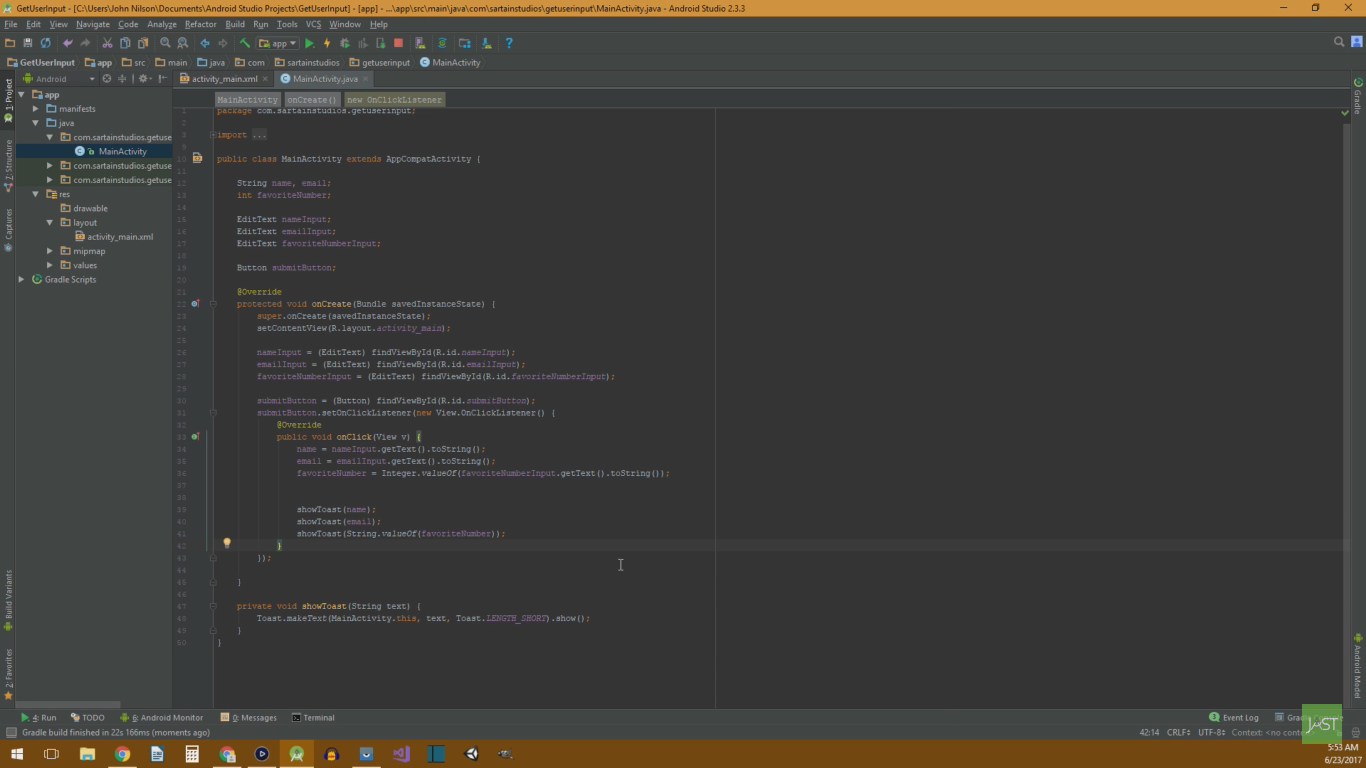 GetUserInput - [C:\Users\John Nilson\Documents\Android Studio Projects\GetUserInput] - [app] - ...\app\src\main\java\com\sartainstudios\getuserinput\MainActivity.java - Android Studio 2.3.3
File Edit View Navigate Code Analyze Refactor Build Run Tools VCS Window Help
app
GetUserInput app src main java com sartainstudios getuserinput MainActivity
Android
activity_main.xml MainActivity.java
1: Project
Z: Structure
Captures
Build Variants
2: Favorites
app
manifests
java
com.sartainstudios.getuse
MainActivity
com.sartainstudios.getuse
com.sartainstudios.getuse
res
drawable
layout
activity_main.xml
mipmap
values
Gradle Scripts
MainActivity onCreate() new OnClickListener
1 package com.sartainstudios.getuserinput;
2
3 import ...
9
10 public class MainActivity extends AppCompatActivity {
11
12 String name, email;
13 int favoriteNumber;
14
15 EditText nameInput;
16 EditText emailInput;
17 EditText favoriteNumberInput;
18
19 Button submitButton;
20
21 @Override
22 protected void onCreate(Bundle savedInstanceState) {
23 super.onCreate(savedInstanceState);
24 setContentView(R.layout.activity_main);
25
26 nameInput = (EditText) findViewById(R.id.nameInput);
27 emailInput = (EditText) findViewById(R.id.emailInput);
28 favoriteNumberInput = (EditText) findViewById(R.id.favoriteNumberInput);
29
30 submitButton = (Button) findViewById(R.id.submitButton);
31 submitButton.setOnClickListener(new View.OnClickListener() {
32 @Override
33 public void onClick(View v) {
34 name = nameInput.getText().toString();
35 email = emailInput.getText().toString();
36 favoriteNumber = Integer.valueOf(favoriteNumberInput.getText().toString());
37
38
39 showToast(name);
40 showToast(email);
41 showToast(String.valueOf(favoriteNumber));
42 }
43 });
44
45 }
46
47 private void showToast(String text) {
48 Toast.makeText(MainActivity.this, text, Toast.LENGTH_SHORT).show();
49 }
50 }
Gradle
Android Model
4: Run TODO 6: Android Monitor 0: Messages Terminal
3 Event Log
Gradle build finished in 22s 166ms (moments ago)
42:14 CRLF UTF-8 Context: <no
JAST
5:53 AM
6/23/2017